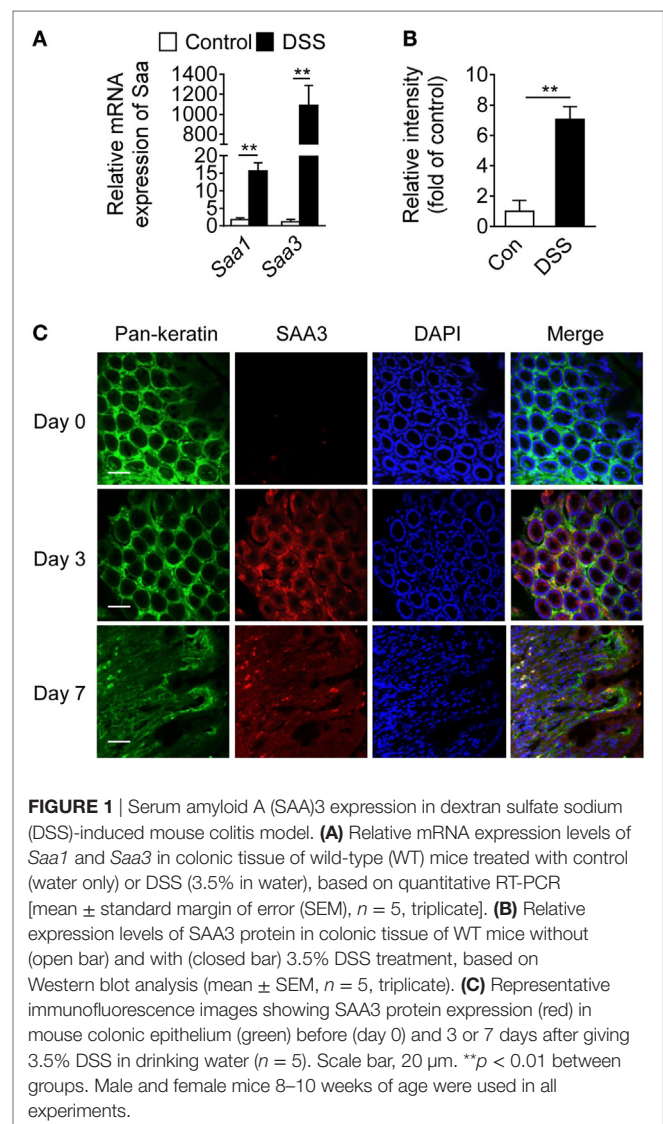 A
Control DSS
Relative mRNA
expression of Saa
1400
1200
1000
800
600
20
15
10
5
0
**
**
Saa1
Saa3
B
Relative intensity
(fold of control)
10
8
6
4
2
0
**
Con
DSS
C
Pan-keratin SAA3 DAPI Merge
Day 0
Day 3
Day 7
FIGURE 1 | Serum amyloid A (SAA)3 expression in dextran sulfate sodium
(DSS)-induced mouse colitis model. (A) Relative mRNA expression levels of
Saa1 and Saa3 in colonic tissue of wild-type (WT) mice treated with control
(water only) or DSS (3.5% in water), based on quantitative RT-PCR
[mean ± standard margin of error (SEM), n = 5, triplicate]. (B) Relative
expression levels of SAA3 protein in colonic tissue of WT mice without
(open bar) and with (closed bar) 3.5% DSS treatment, based on
Western blot analysis (mean ± SEM, n = 5, triplicate). (C) Representative
immunofluorescence images showing SAA3 protein expression (red) in
mouse colonic epithelium (green) before (day 0) and 3 or 7 days after giving
3.5% DSS in drinking water (n = 5). Scale bar, 20 µm. **p < 0.01 between
groups. Male and female mice 8–10 weeks of age were used in all
experiments.